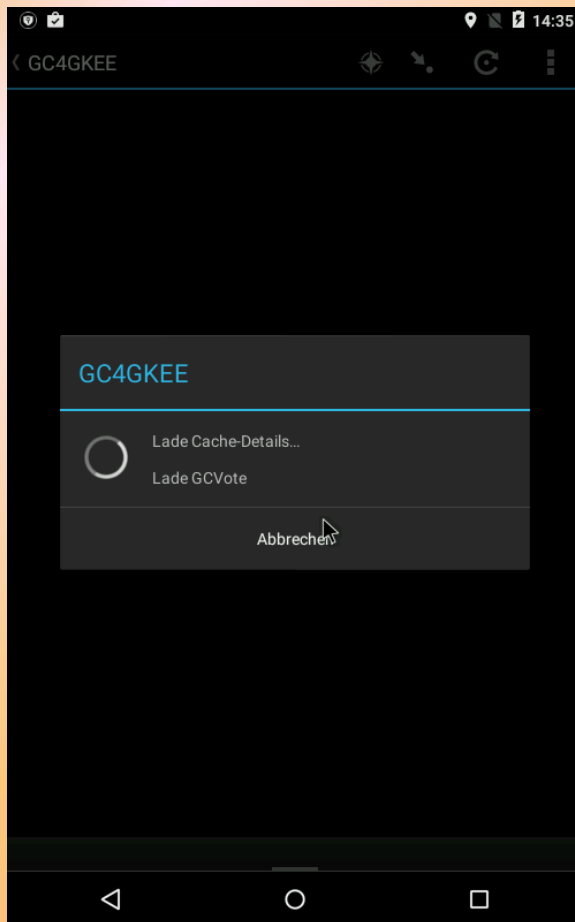 14:35
GC4GKEE
GC4GKEE
Lade Cache-Details...
Lade GCVote
Abbrechen